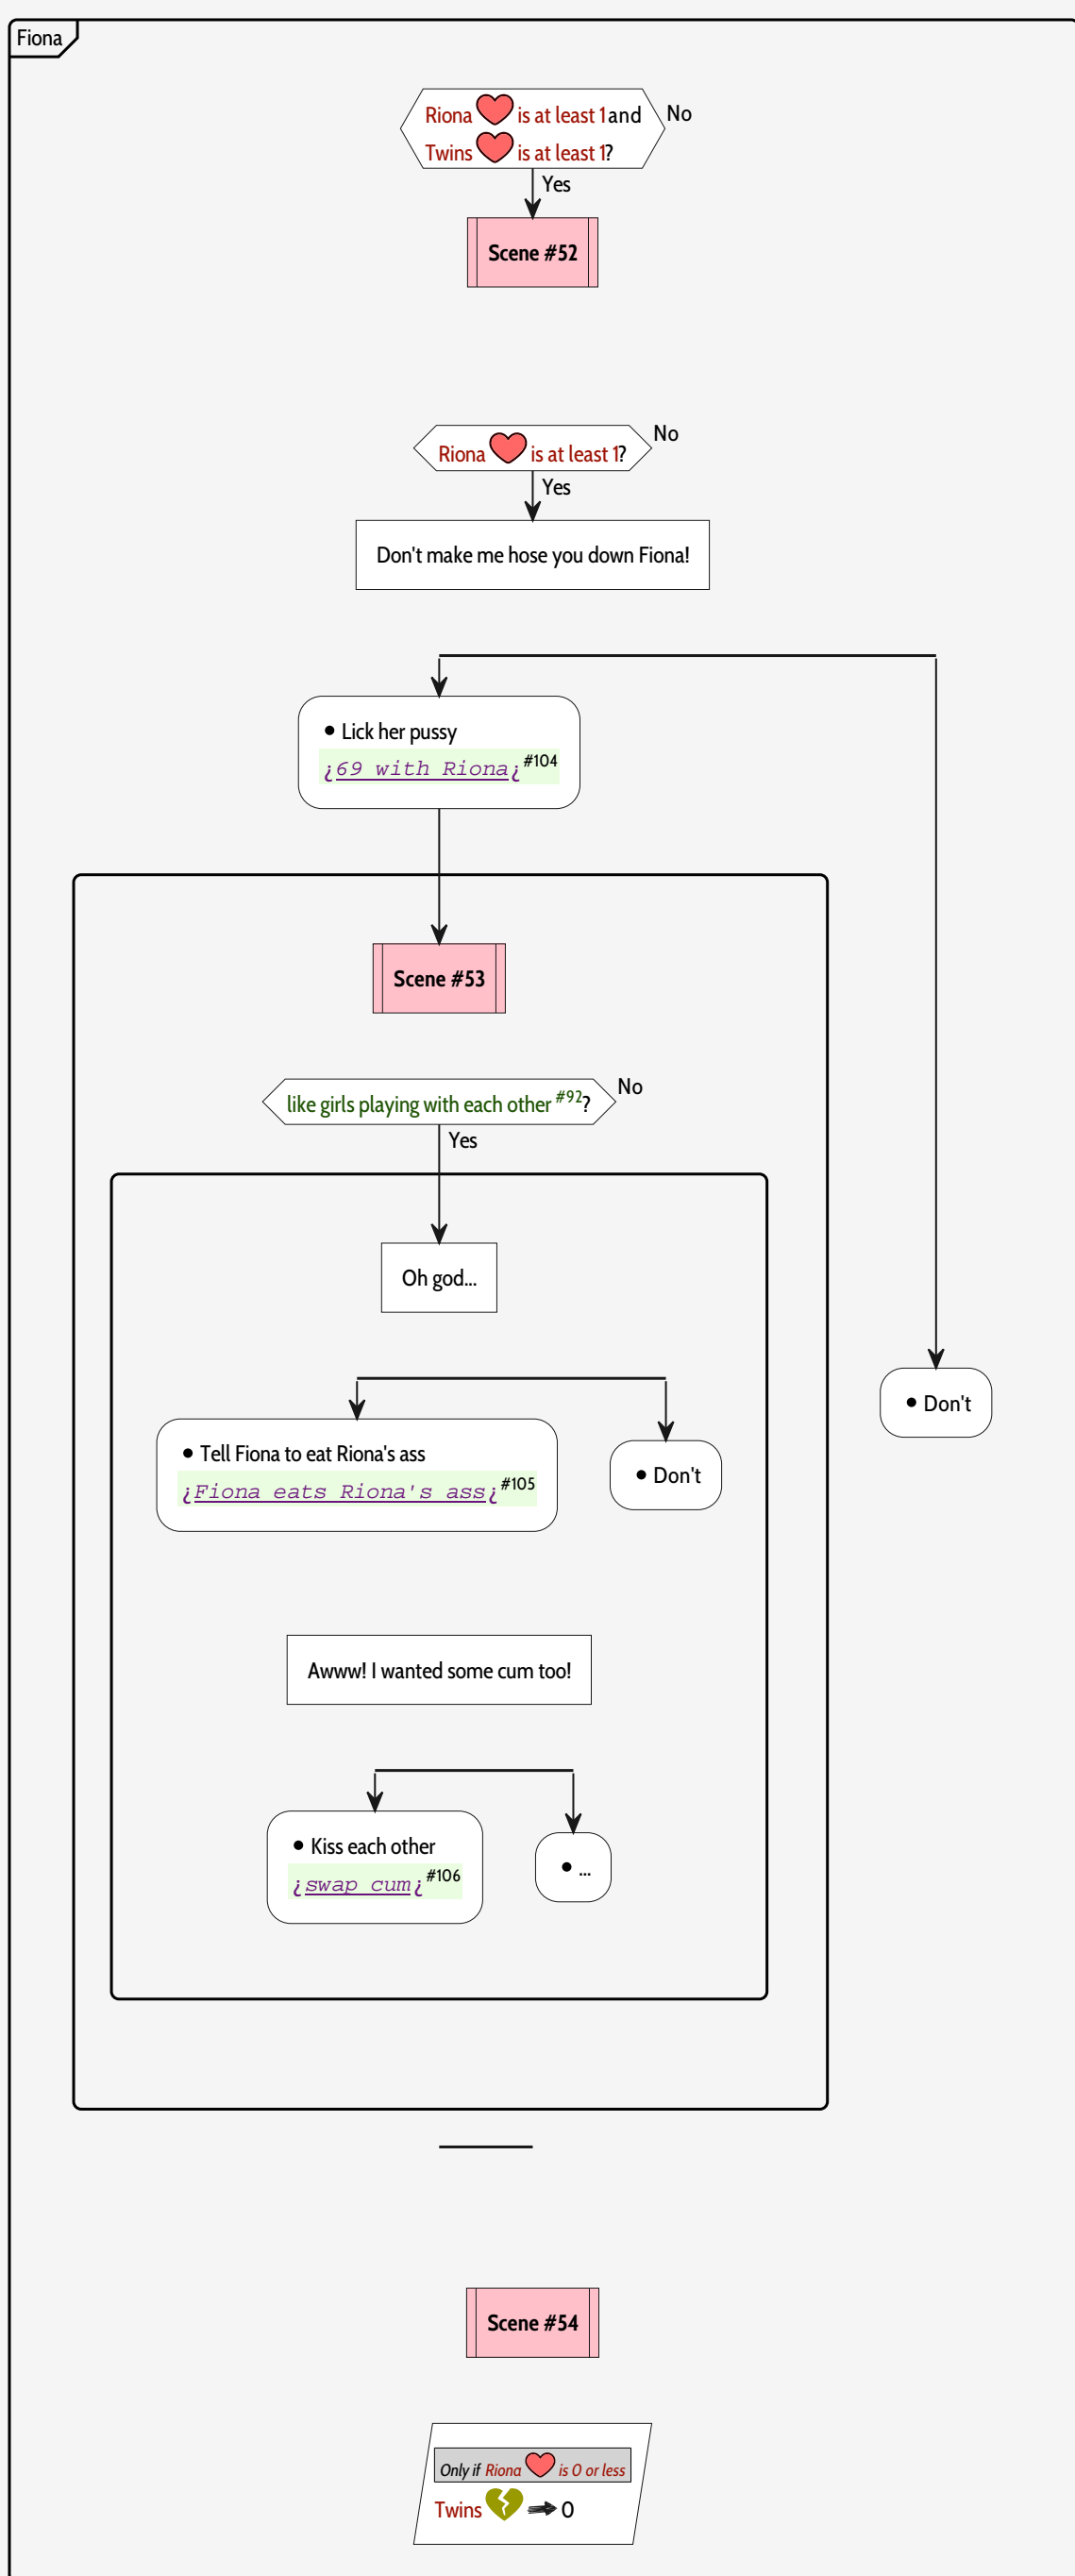 Fiona
Riona is at least 1 and
Twins is at least 1?
No
Yes
Scene #52
Riona is at least 1?
No
Yes
Don't make me hose you down Fiona!
• Lick her pussy
¿69 with Riona¿ #104
Scene #53
like girls playing with each other #92?
No
Yes
Oh god...
• Don't
• Tell Fiona to eat Riona's ass
¿Fiona eats Riona's ass¿ #105
• Don't
Awww! I wanted some cum too!
• Kiss each other
¿swap cum¿ #106
• ...
Scene #54
Only if Riona is 0 or less
Twins 0